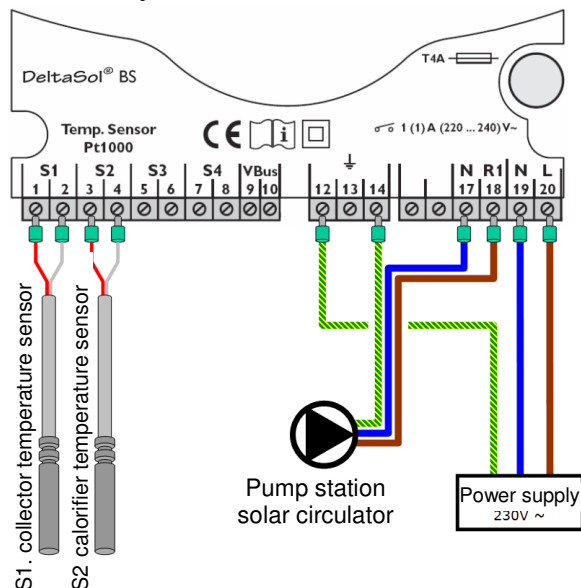 T4A
DeltaSol® BS
Temp. Sensor
Pt1000
CE i
1 (1) A (220 ... 240) V~
S1 S2 S3 S4 VBus N R1 N L
1 2 3 4 5 6 7 8 9 10 12 13 14 17 18 19 20
S1. collector temperature sensor
S2 calorifier temperature sensor
Pump station
solar circulator
Power supply
230V ~